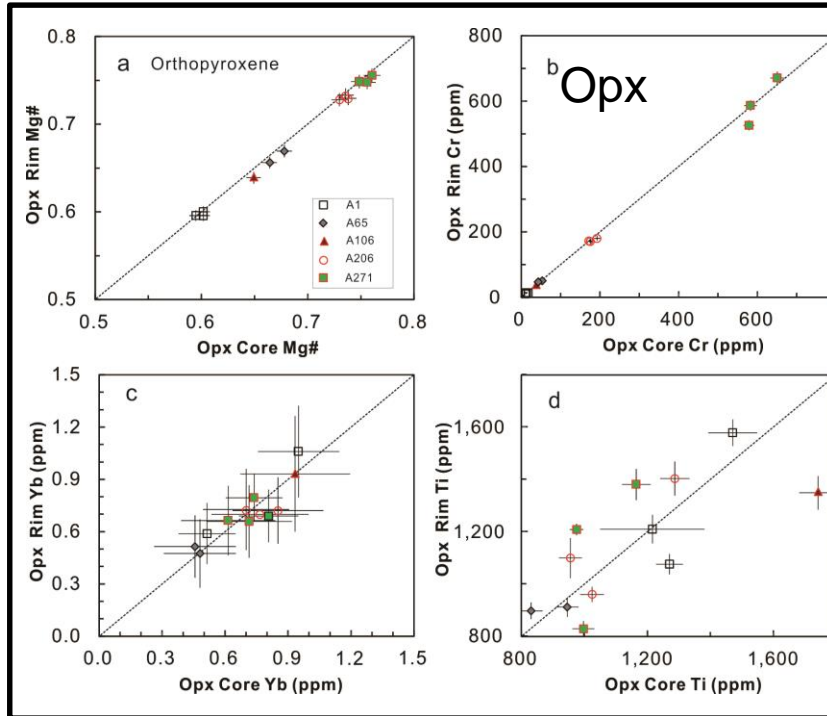 a Orthopyroxene
0.8
0.7
0.6
0.5
Opx Rim Mg#
0.5 0.6 0.7 0.8
Opx Core Mg#
A1
A65
A106
A206
A271
b Opx
800
600
400
200
0
Opx Rim Cr (ppm)
0 200 400 600
Opx Core Cr (ppm)
c
1.5
1.2
0.9
0.6
0.3
0.0
Opx Rim Yb (ppm)
0.0 0.3 0.6 0.9 1.2 1.5
Opx Core Yb (ppm)
d
1,600
1,200
800
Opx Rim Ti (ppm)
800 1,200 1,600
Opx Core Ti (ppm)